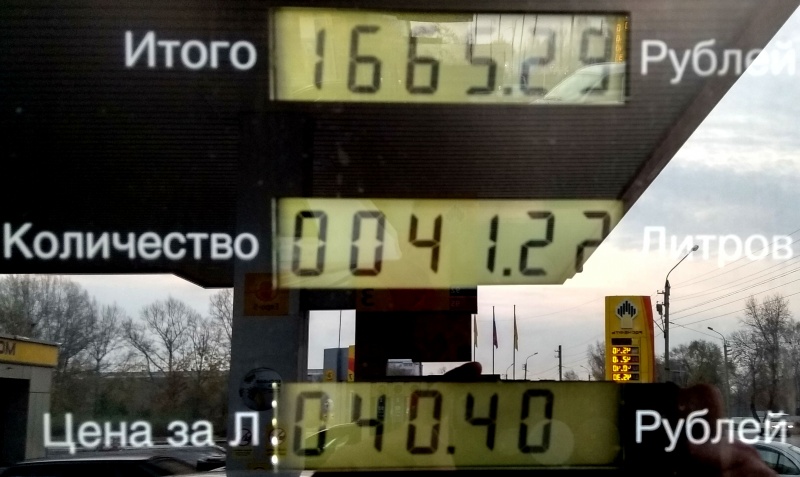 Итого 1665.29 Рублей
Количество 0041.22 Литров
Цена за Л 040.40 Рублей